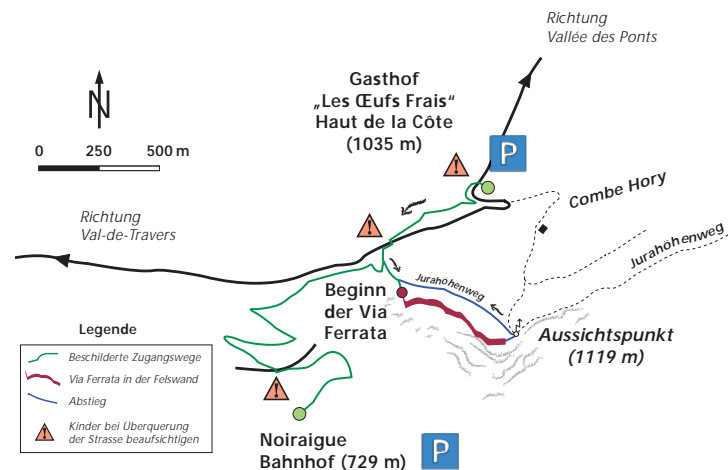 Richtung
Vallée des Ponts
Gasthof
„Les Œufs Frais“
Haut de la Côte
(1035 m)
P
N
0 250 500 m
Combe Hory
Richtung
Val-de-Travers
Jurahöhenweg
Jurahöhenweg
Beginn
der Via
Ferrata
Aussichtspunkt
(1119 m)
Legende
Beschilderte Zugangswege
Via Ferrata in der Felswand
Abstieg
Kinder bei Überquerung
der Strasse beaufsichtigen
Noiraigue
Bahnhof (729 m)
P